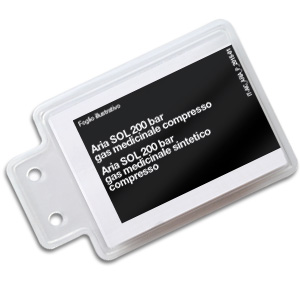 Foglio illustrativo
Aria SOL 200 bar
gas medicinale compresso
Aria SOL 200 bar
gas medicinale sintetico
compresso